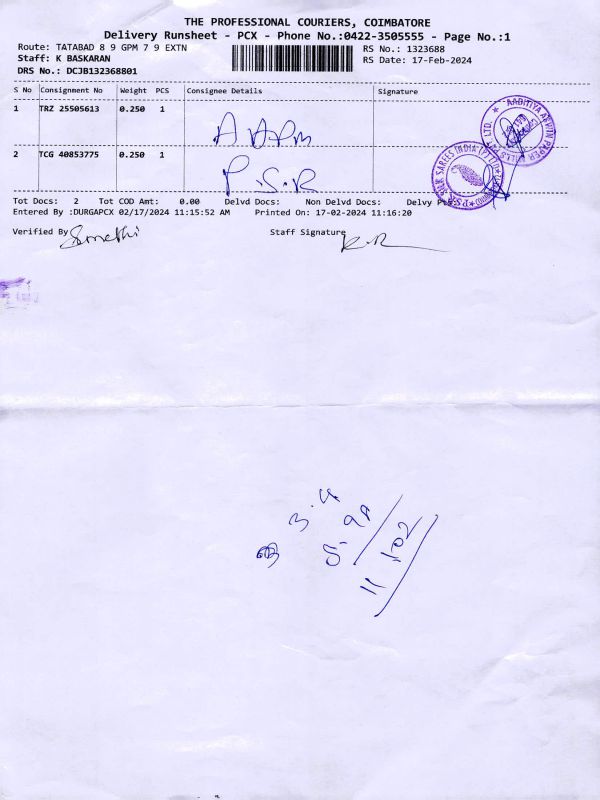 THE PROFESSIONAL COURIERS, COIMBATORE
Delivery Runsheet - PCX - Phone No.:0422-3505555 - Page No.:1
Route: TATABAD 8 9 GPM 7 9 EXTN
RS No.: 1323688
Staff: K BASKARAN
RS Date: 17-Feb-2024
DRS No.: DCJB132368801
S No Consignment No Weight PCS Consignee Details Signature
1 TRZ 25505613 0.250 1
2 TCG 40853775 0.250 1 P.S.R
Tot Docs: 2 Tot COD Amt: 0.00 Delvd Docs: Non Delvd Docs: Delvy
Entered By :DURGAPCX 02/17/2024 11:15:52 AM Printed On: 17-02-2024 11:16:20
Verified By
Staff Signature
3.4
11 102